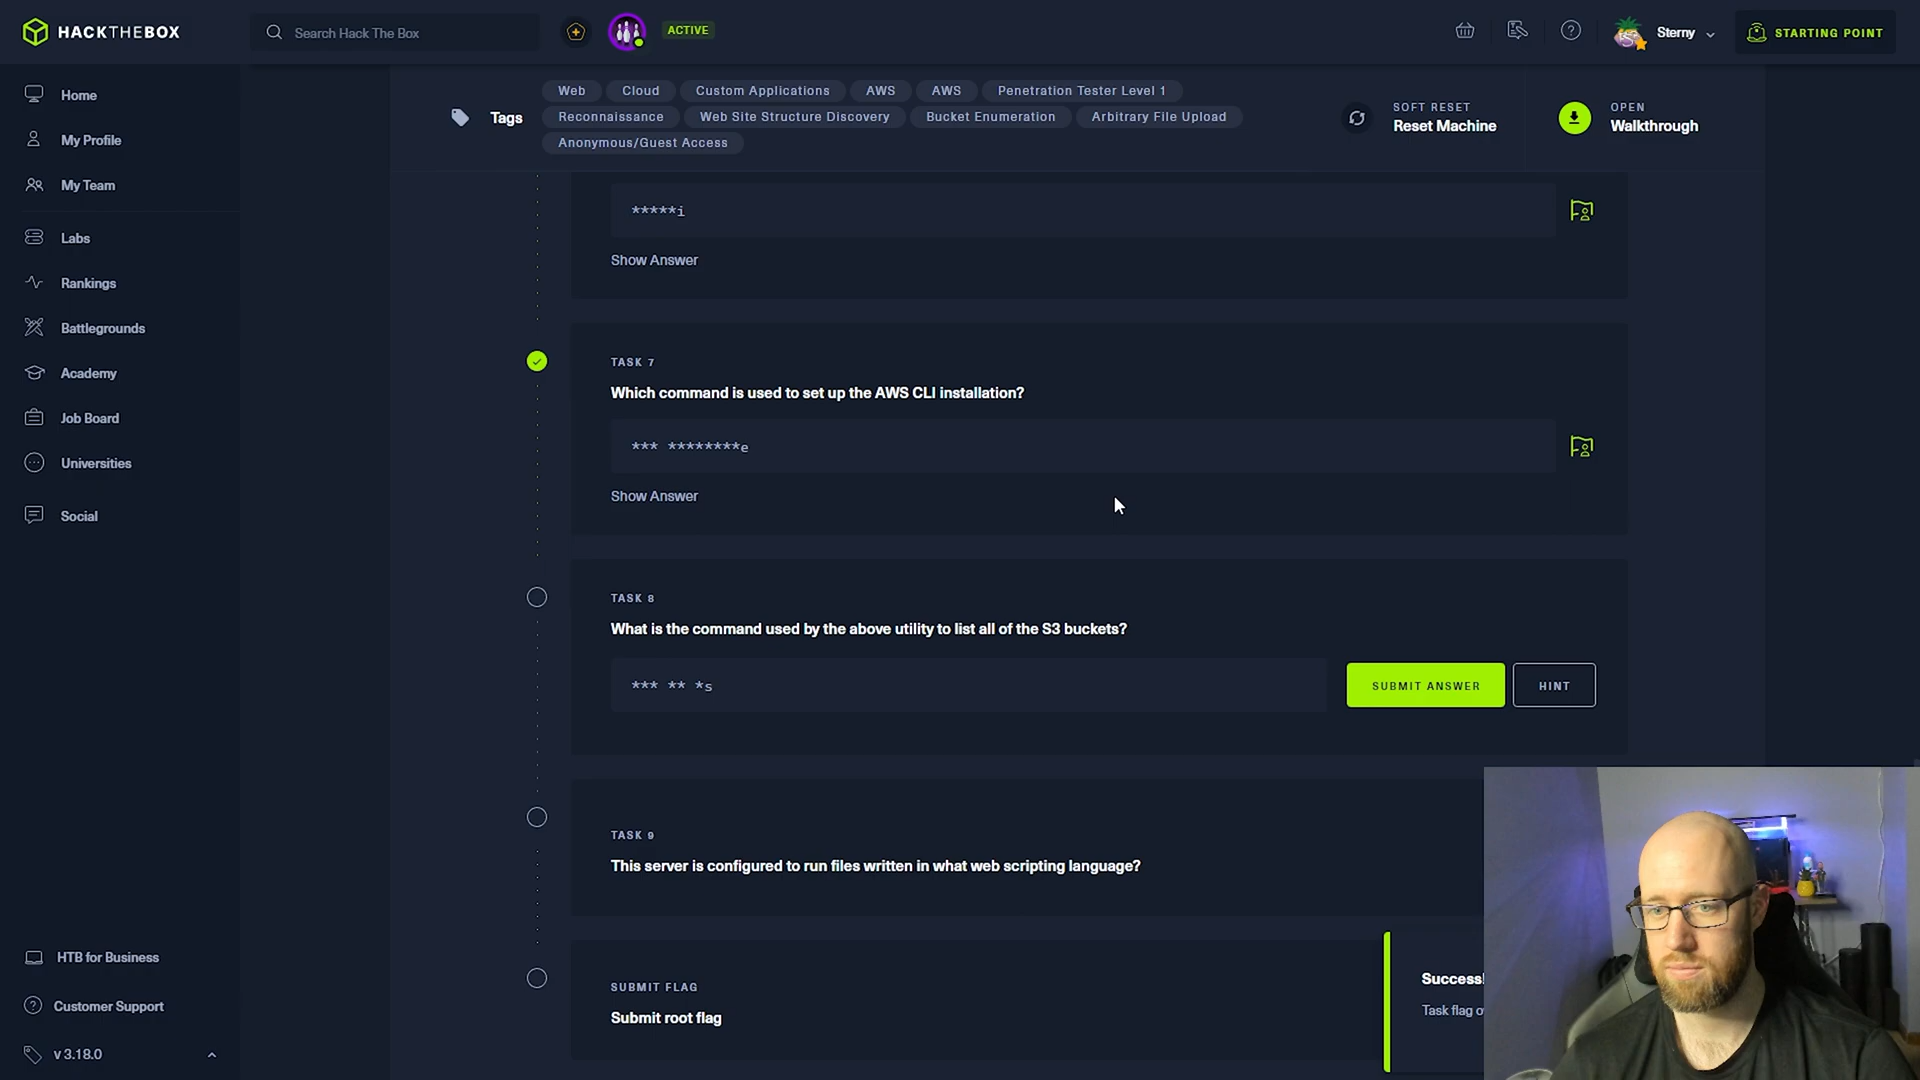 HACKTHEBOX
Search Hack The Box
ACTIVE
Sterny
STARTING POINT
Home
My Profile
My Team
Labs
Rankings
Battlegrounds
Academy
Job Board
Universities
Social
HTB for Business
Customer Support
v 3.18.0
Tags
Web
Cloud
Custom Applications
AWS
AWS
Penetration Tester Level 1
Reconnaissance
Web Site Structure Discovery
Bucket Enumeration
Arbitrary File Upload
Anonymous/Guest Access
SOFT RESET
Reset Machine
OPEN
Walkthrough
*****i
Show Answer
TASK 7
Which command is used to set up the AWS CLI installation?
*** ********e
Show Answer
TASK 8
What is the command used by the above utility to list all of the S3 buckets?
*** ** *s
SUBMIT ANSWER
HINT
TASK 9
This server is configured to run files written in what web scripting language?
SUBMIT FLAG
Submit root flag
Success!
Task flag o